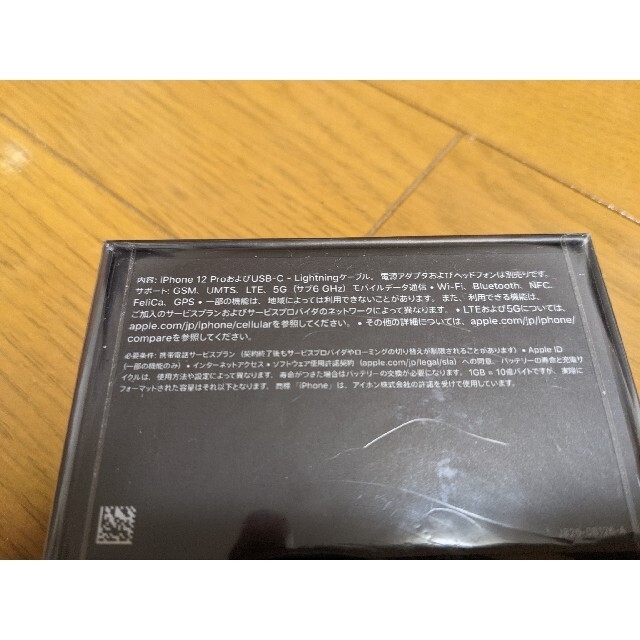 内容: iPhone 12 ProおよびUSB-C - Lightningケーブル。電源アダプタおよびヘッドフォンは別売りです。
サポート: GSM、UMTS、LTE、5G（サブ6 GHz）モバイルデータ通信 • Wi-Fi、Bluetooth、NFC、
FeliCa、GPS • 一部の機能は、地域によっては利用できないことがあります。また、利用できる機能は、
ご加入のサービスプランおよびサービスプロバイダのネットワークによって異なります。 • LTEおよび5Gについては、
apple.com/jp/iphone/cellularを参照してください。 • その他の詳細については、apple.com/jp/iphone/
compareを参照してください。
必要条件: 携帯電話サービスプラン（契約終了後もサービスプロバイダやローミングの切り替えが制限されることがあります）• Apple ID
（一部の機能のみ）• インターネットアクセス • ソフトウェア使用許諾契約（apple.com/jp/legal/sla）への同意。バッテリーの寿命と充電サ
イクルは、使用方法や設定によって異なります。寿命がつきた場合はバッテリーの交換が必要になります。1GB = 10億バイトですが、実際に
フォーマットされた容量はそれ以下となります。商標「iPhone」は、アイホン株式会社の許諾を受けて使用しています。